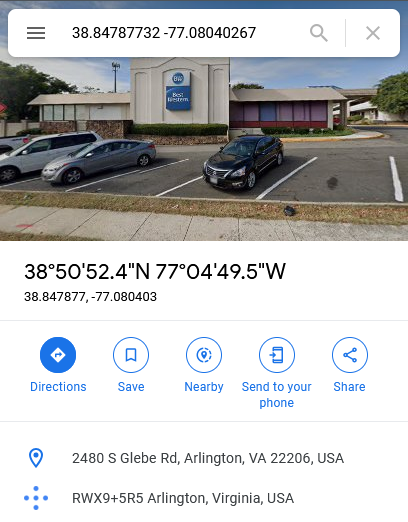 38.84787732 -77.08040267
BW
Best
Western
38°50'52.4"N 77°04'49.5"W
38.847877, -77.080403
Directions
Save
Nearby
Send to your
phone
Share
2480 S Glebe Rd, Arlington, VA 22206, USA
RWX9+5R5 Arlington, Virginia, USA